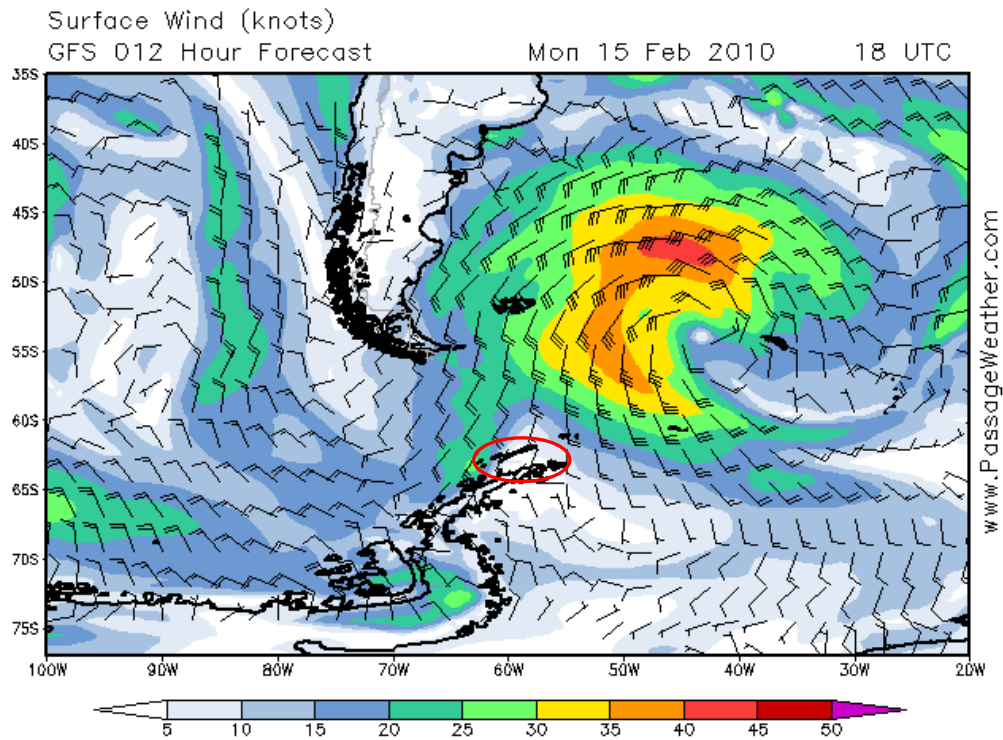 Surface Wind (knots)
GFS 012 Hour Forecast Mon 15 Feb 2010 18 UTC
35S
40S
45S
50S
55S
60S
65S
70S
75S
100W 90W 80W 70W 60W 50W 40W 30W 20W
5 10 15 20 25 30 35 40 45 50
www.PassageWeather.com